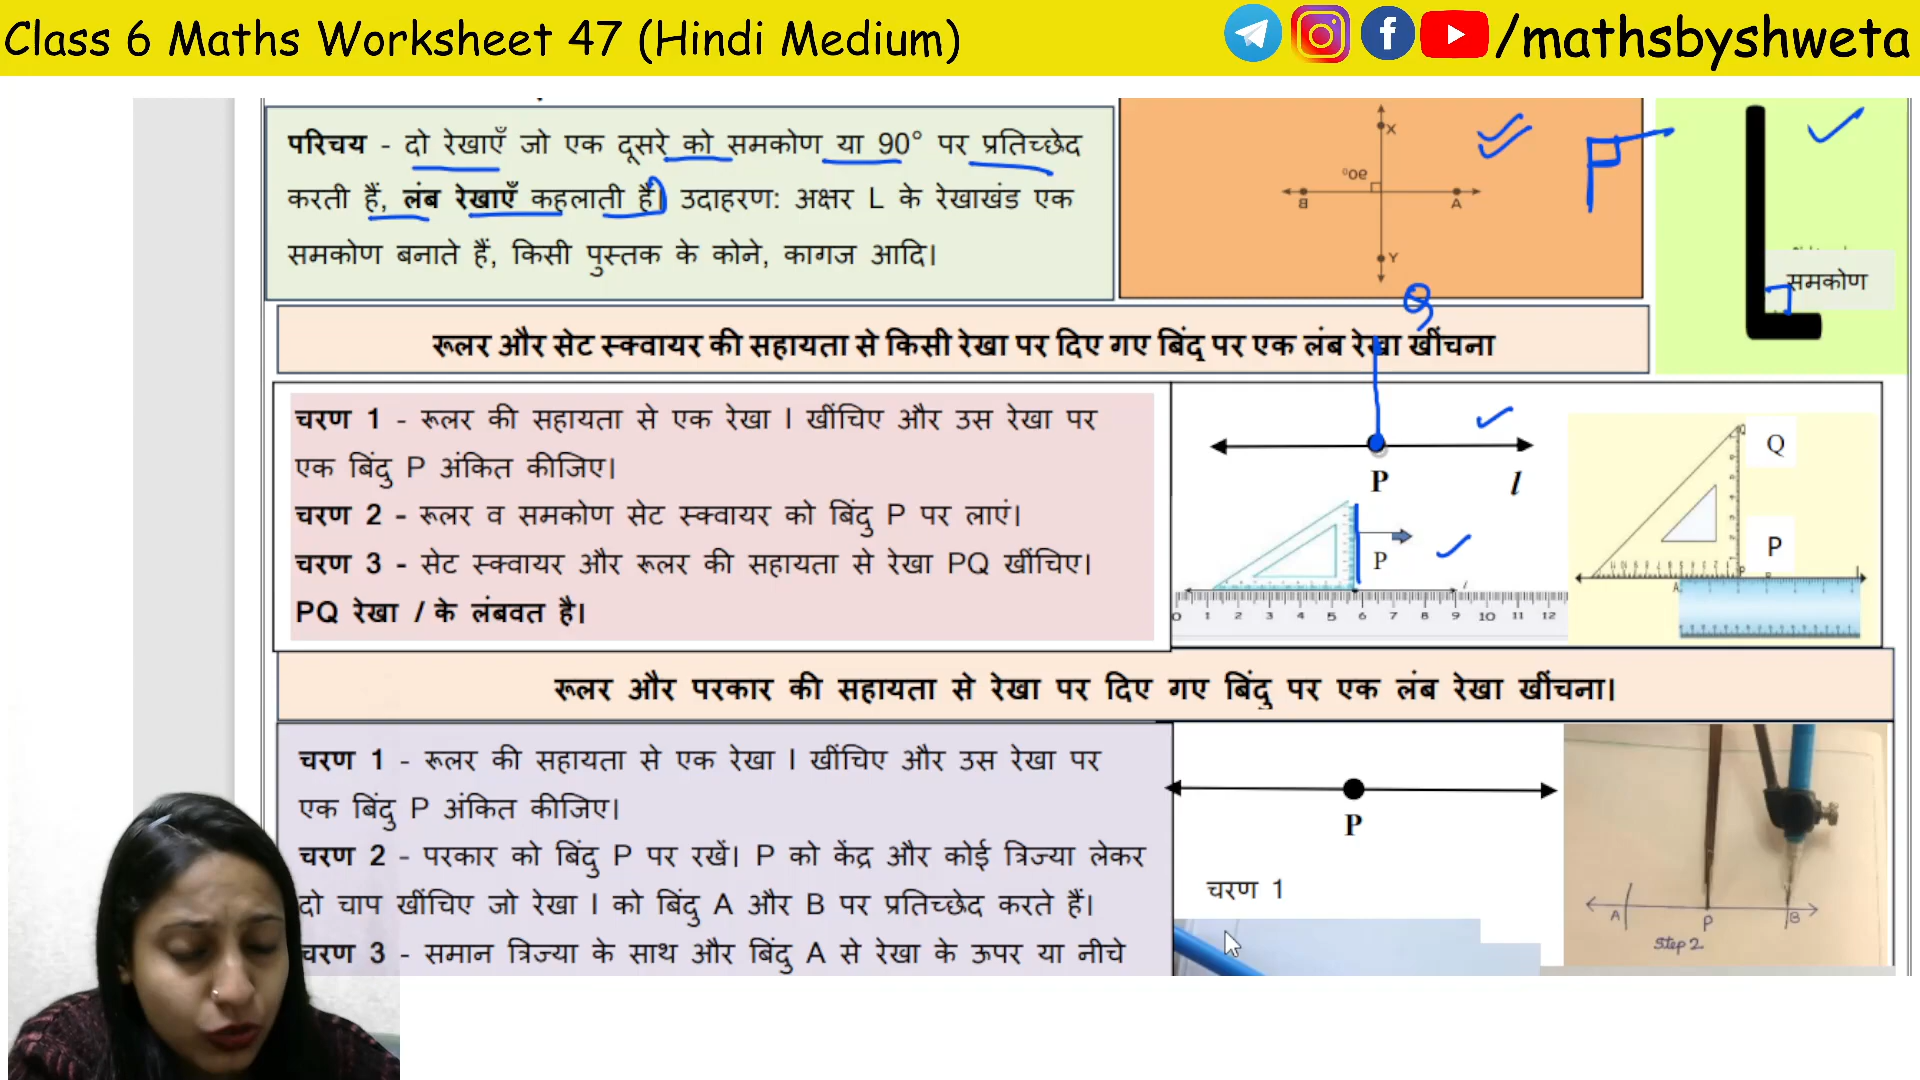 Class 6 Maths Worksheet 47 (Hindi Medium)
/mathsbyshweta
परिचय - दो रेखाएँ जो एक दूसरे को समकोण या 90° पर प्रतिच्छेद
करती हैं, लंब रेखाएँ कहलाती हैं। उदाहरण: अक्षर L के रेखाखंड एक
समकोण बनाते हैं, किसी पुस्तक के कोने, कागज आदि।
X
90°
B
A
Y
P
समकोण
Q
रूलर और सेट स्क्वायर की सहायता से किसी रेखा पर दिए गए बिंदु पर एक लंब रेखा खींचना
चरण 1 - रूलर की सहायता से एक रेखा l खींचिए और उस रेखा पर
एक बिंदु P अंकित कीजिए।
चरण 2 - रूलर व समकोण सेट स्क्वायर को बिंदु P पर लाएं।
चरण 3 - सेट स्क्वायर और रूलर की सहायता से रेखा PQ खींचिए।
PQ रेखा l के लंबवत है।
P
l
P
0 1 2 3 4 5 6 7 8 9 10 11 12
Q
P
रूलर और परकार की सहायता से रेखा पर दिए गए बिंदु पर एक लंब रेखा खींचना।
चरण 1 - रूलर की सहायता से एक रेखा l खींचिए और उस रेखा पर
एक बिंदु P अंकित कीजिए।
चरण 2 - परकार को बिंदु P पर रखें। P को केंद्र और कोई त्रिज्या लेकर
दो चाप खींचिए जो रेखा l को बिंदु A और B पर प्रतिच्छेद करते हैं।
चरण 3 - समान त्रिज्या के साथ और बिंदु A से रेखा के ऊपर या नीचे
P
चरण 1
A
P
B
Step 2